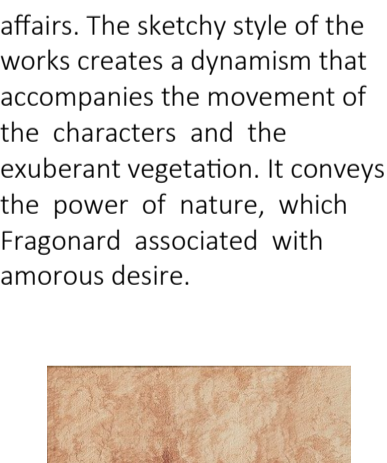 affairs. The sketchy style of the
works creates a dynamism that
accompanies the movement of
the characters and the
exuberant vegetation. It conveys
the power of nature, which
Fragonard associated with
amorous desire.